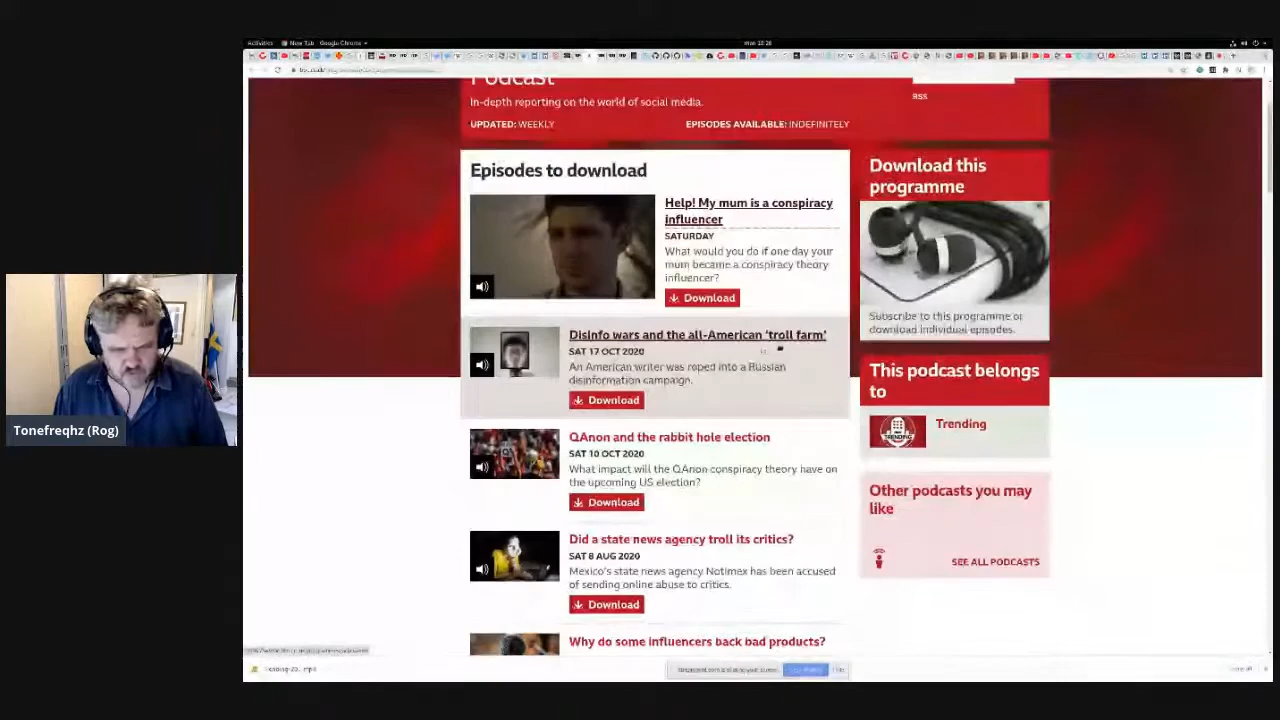 Activities
New Tab - Google Chrome
Podcast
In-depth reporting on the world of social media.
UPDATED: WEEKLY
EPISODES AVAILABLE: INDEFINITELY
RSS
Episodes to download
Help! My mum is a conspiracy
influencer
SATURDAY
What would you do if one day your
mum became a conspiracy theory
influencer?
Download
Disinfo wars and the all-American ‘troll farm’
SAT 17 OCT 2020
An American writer was roped into a Russian
disinformation campaign.
Download
QAnon and the rabbit hole election
SAT 10 OCT 2020
What impact will the QAnon conspiracy theory have on
the upcoming US election?
Download
Did a state news agency troll its critics?
SAT 8 AUG 2020
Mexico's state news agency Notimex has been accused
of sending online abuse to critics.
Download
Why do some influencers back bad products?
Download this
programme
Subscribe to this programme or
download individual episodes.
This podcast belongs
to
TRENDING
Trending
Other podcasts you may
like
SEE ALL PODCASTS
Tonefreqhz (Rog)